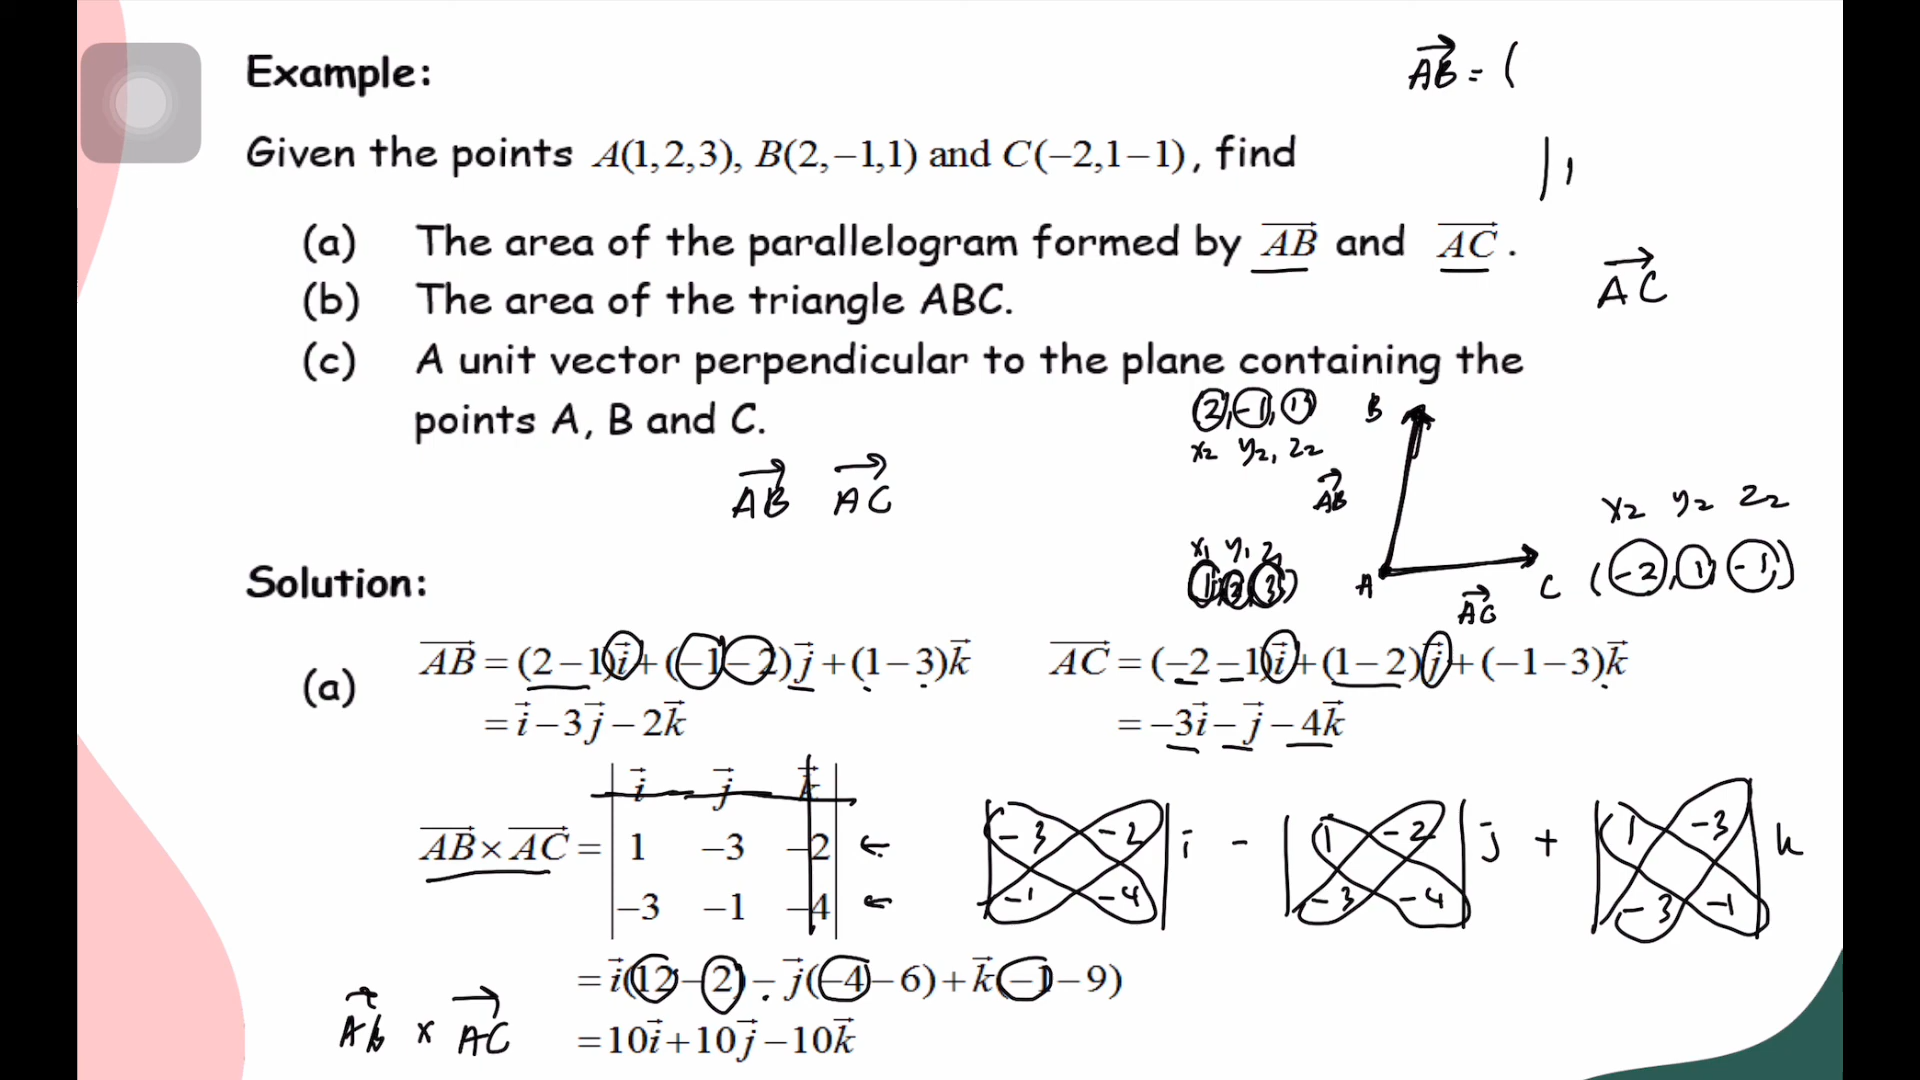 Example:
AB = (
Given the points A(1,2,3), B(2,−1,1) and C(−2,1−1), find
| 1
(a) The area of the parallelogram formed by AB and AC.
AC
(b) The area of the triangle ABC.
(c) A unit vector perpendicular to the plane containing the
points A, B and C.
2, -1, 1)
B
x2 y2, z2
AB AC
AB
x2 y2 z2
x1 y1 z1
(-2, 1, -1)
1, 2, 3)
A
C
AC
Solution:
(a) AB = (2−1)i + (−1−2)j + (1−3)k
= i − 3j − 2k
AC = (−2−1)i + (1−2)j + (−1−3)k
= −3i − j − 4k
AB × AC = | i j k |
| 1 −3 −2 |
| −3 −1 −4 |
| -3 -2 | i - | 1 -2 | j + | 1 -3 | k
| -1 -4 | | -3 -4 | | -3 -1 |
= i(12−2) − j(−4−6) + k(−1−9)
= 10i + 10j − 10k
AB × AC